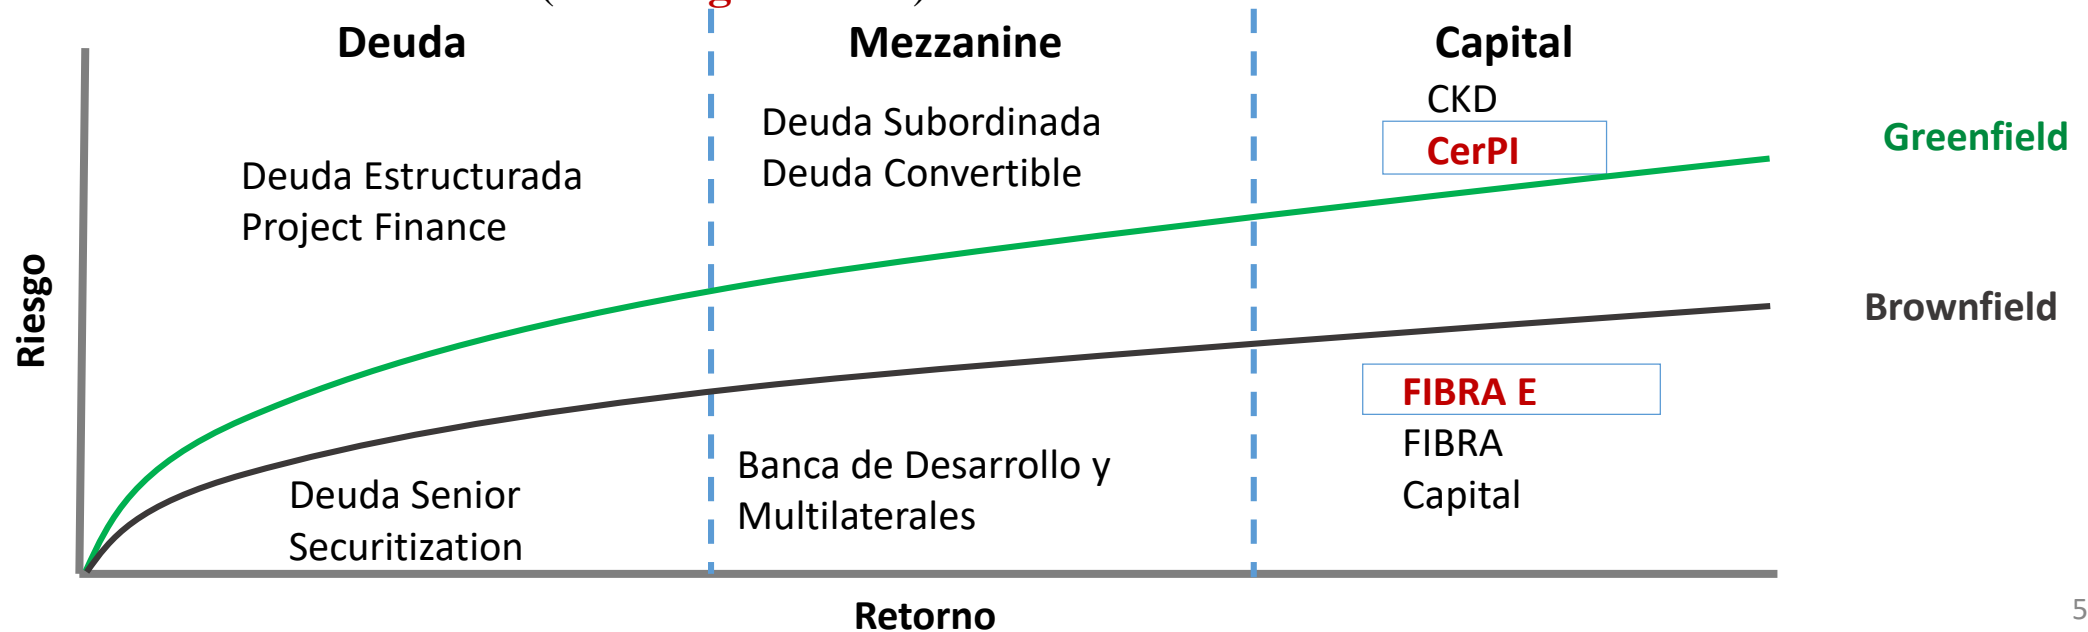 Deuda
Mezzanine
Capital
Deuda Estructurada
Project Finance
Deuda Subordinada
Deuda Convertible
CKD
CerPI
Greenfield
Brownfield
Riesgo
Deuda Senior
Securitization
Banca de Desarrollo y
Multilaterales
FIBRA E
FIBRA
Capital
Retorno
5